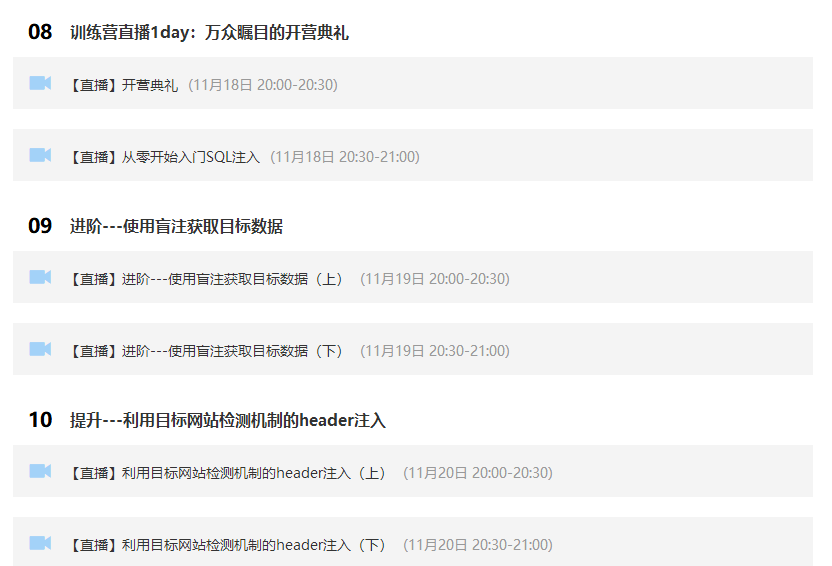 08 训练营直播1day：万众瞩目的开营典礼
【直播】开营典礼 (11月18日 20:00-20:30)
【直播】从零开始入门SQL注入 (11月18日 20:30-21:00)
09 进阶---使用盲注获取目标数据
【直播】进阶---使用盲注获取目标数据（上） (11月19日 20:00-20:30)
【直播】进阶---使用盲注获取目标数据（下） (11月19日 20:30-21:00)
10 提升---利用目标网站检测机制的header注入
【直播】利用目标网站检测机制的header注入（上） (11月20日 20:00-20:30)
【直播】利用目标网站检测机制的header注入（下） (11月20日 20:30-21:00)